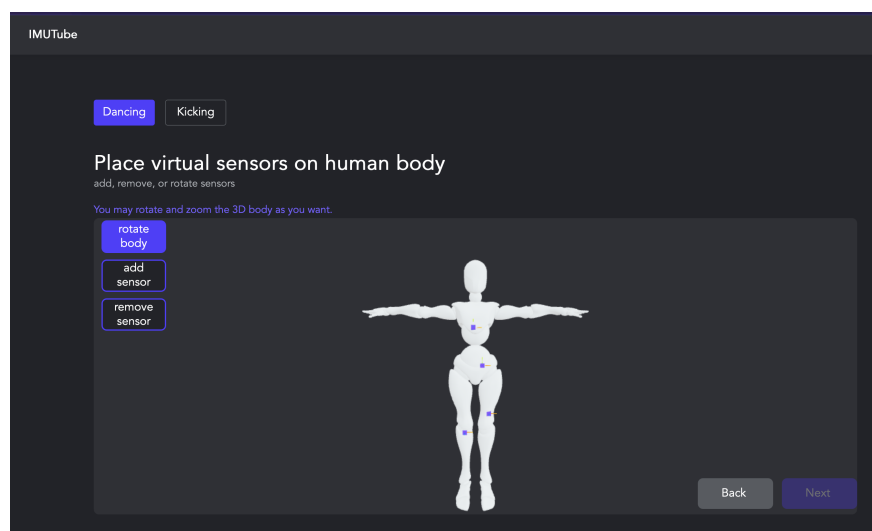 IMUTube
Dancing
Kicking
Place virtual sensors on human body
add, remove, or rotate sensors
You may rotate and zoom the 3D body as you want.
rotate
body
add
sensor
remove
sensor
Back
Next